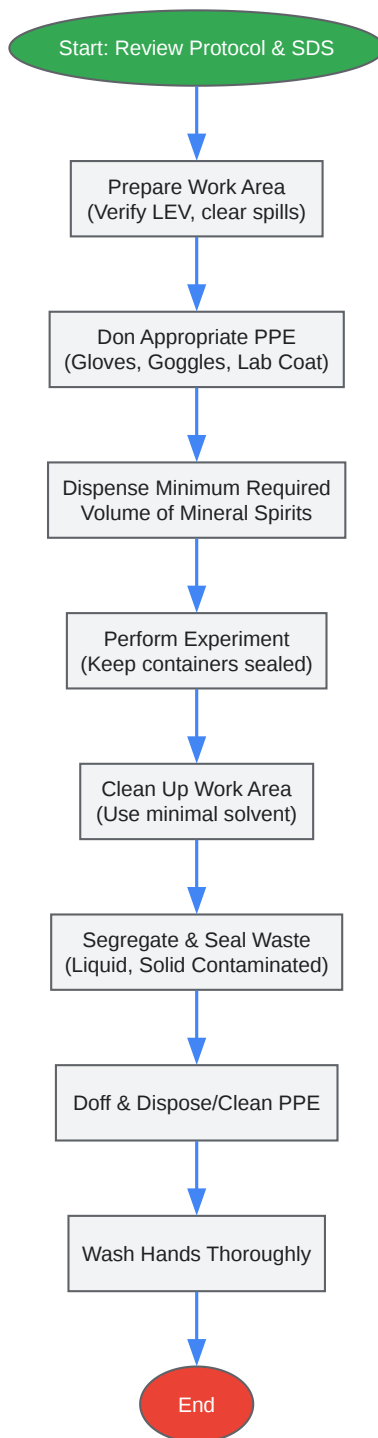 Start: Review Protocol & SDS
Prepare Work Area
(Verify LEV, clear spills)
Don Appropriate PPE
(Gloves, Goggles, Lab Coat)
Dispense Minimum Required
Volume of Mineral Spirits
Perform Experiment
(Keep containers sealed)
Clean Up Work Area
(Use minimal solvent)
Segregate & Seal Waste
(Liquid, Solid Contaminated)
Doff & Dispose/Clean PPE
Wash Hands Thoroughly
End